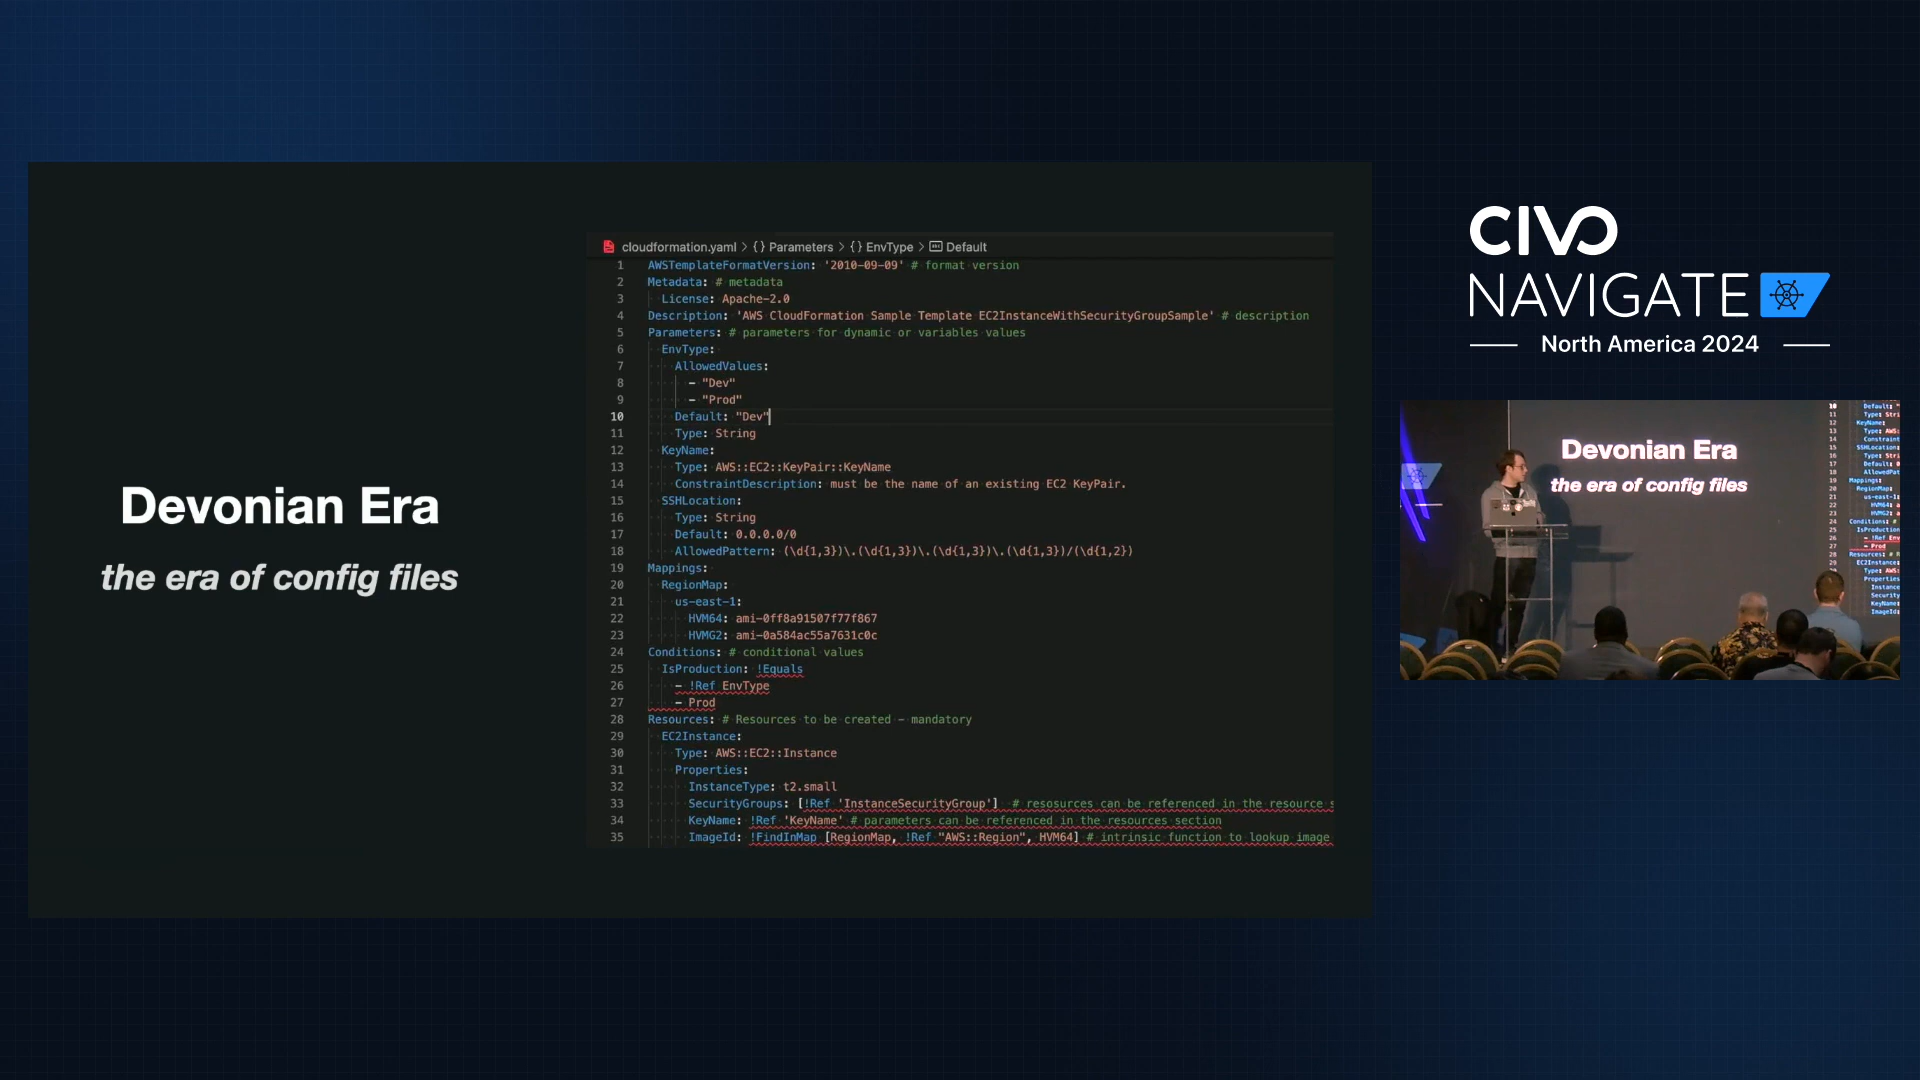 Devonian Era
the era of config files
cloudformation.yaml > {} Parameters > {} EnvType > Default
1 AWSTemplateFormatVersion: '2010-09-09' # format version
2 Metadata: # metadata
3 License: Apache-2.0
4 Description: 'AWS CloudFormation Sample Template EC2InstanceWithSecurityGroupSample' # description
5 Parameters: # parameters for dynamic or variables values
6 EnvType:
7 AllowedValues:
8 - "Dev"
9 - "Prod"
10 Default: "Dev"
11 Type: String
12 KeyName:
13 Type: AWS::EC2::KeyPair::KeyName
14 ConstraintDescription: must be the name of an existing EC2 KeyPair.
15 SSHLocation:
16 Type: String
17 Default: 0.0.0.0/0
18 AllowedPattern: (\d{1,3})\.(\d{1,3})\.(\d{1,3})\.(\d{1,3})/(\d{1,2})
19 Mappings:
20 RegionMap:
21 us-east-1:
22 HVM64: ami-0ff8a91507f77f867
23 HVMG2: ami-0a584ac55a7631c0c
24 Conditions: # conditional values
25 IsProduction: !Equals
26 - !Ref EnvType
27 - Prod
28 Resources: # Resources to be created - mandatory
29 EC2Instance:
30 Type: AWS::EC2::Instance
31 Properties:
32 InstanceType: t2.small
33 SecurityGroups: [!Ref 'InstanceSecurityGroup'] # resosurces can be referenced in the resource s
34 KeyName: !Ref 'KeyName' # parameters can be referenced in the resources section
35 ImageId: !FindInMap [RegionMap, !Ref "AWS::Region", HVM64] # intrinsic function to lookup image
CIVO
NAVIGATE
North America 2024
Devonian Era
the era of config files